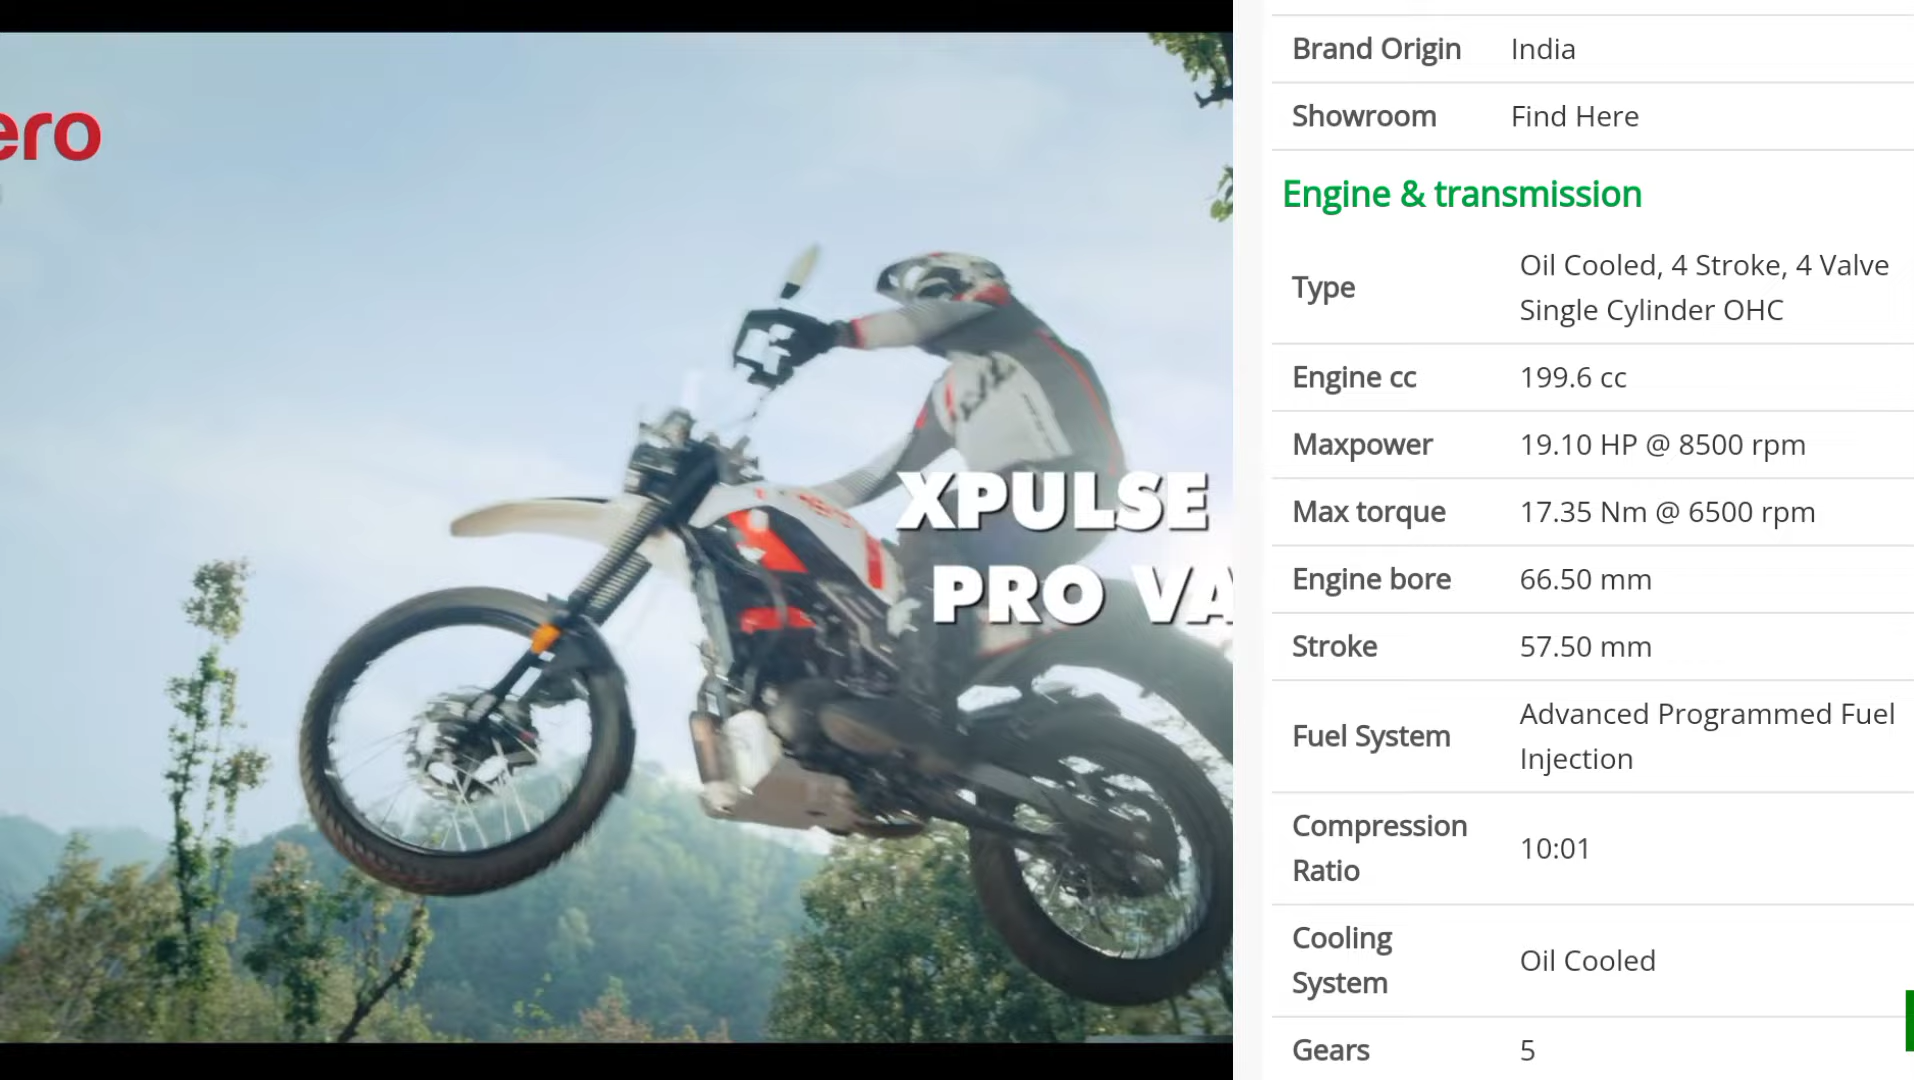 ero
XPULSE
PRO VA
Brand Origin India
Showroom Find Here
Engine & transmission
Type Oil Cooled, 4 Stroke, 4 Valve
Single Cylinder OHC
Engine cc 199.6 cc
Maxpower 19.10 HP @ 8500 rpm
Max torque 17.35 Nm @ 6500 rpm
Engine bore 66.50 mm
Stroke 57.50 mm
Fuel System Advanced Programmed Fuel
Injection
Compression
Ratio 10:01
Cooling
System Oil Cooled
Gears 5